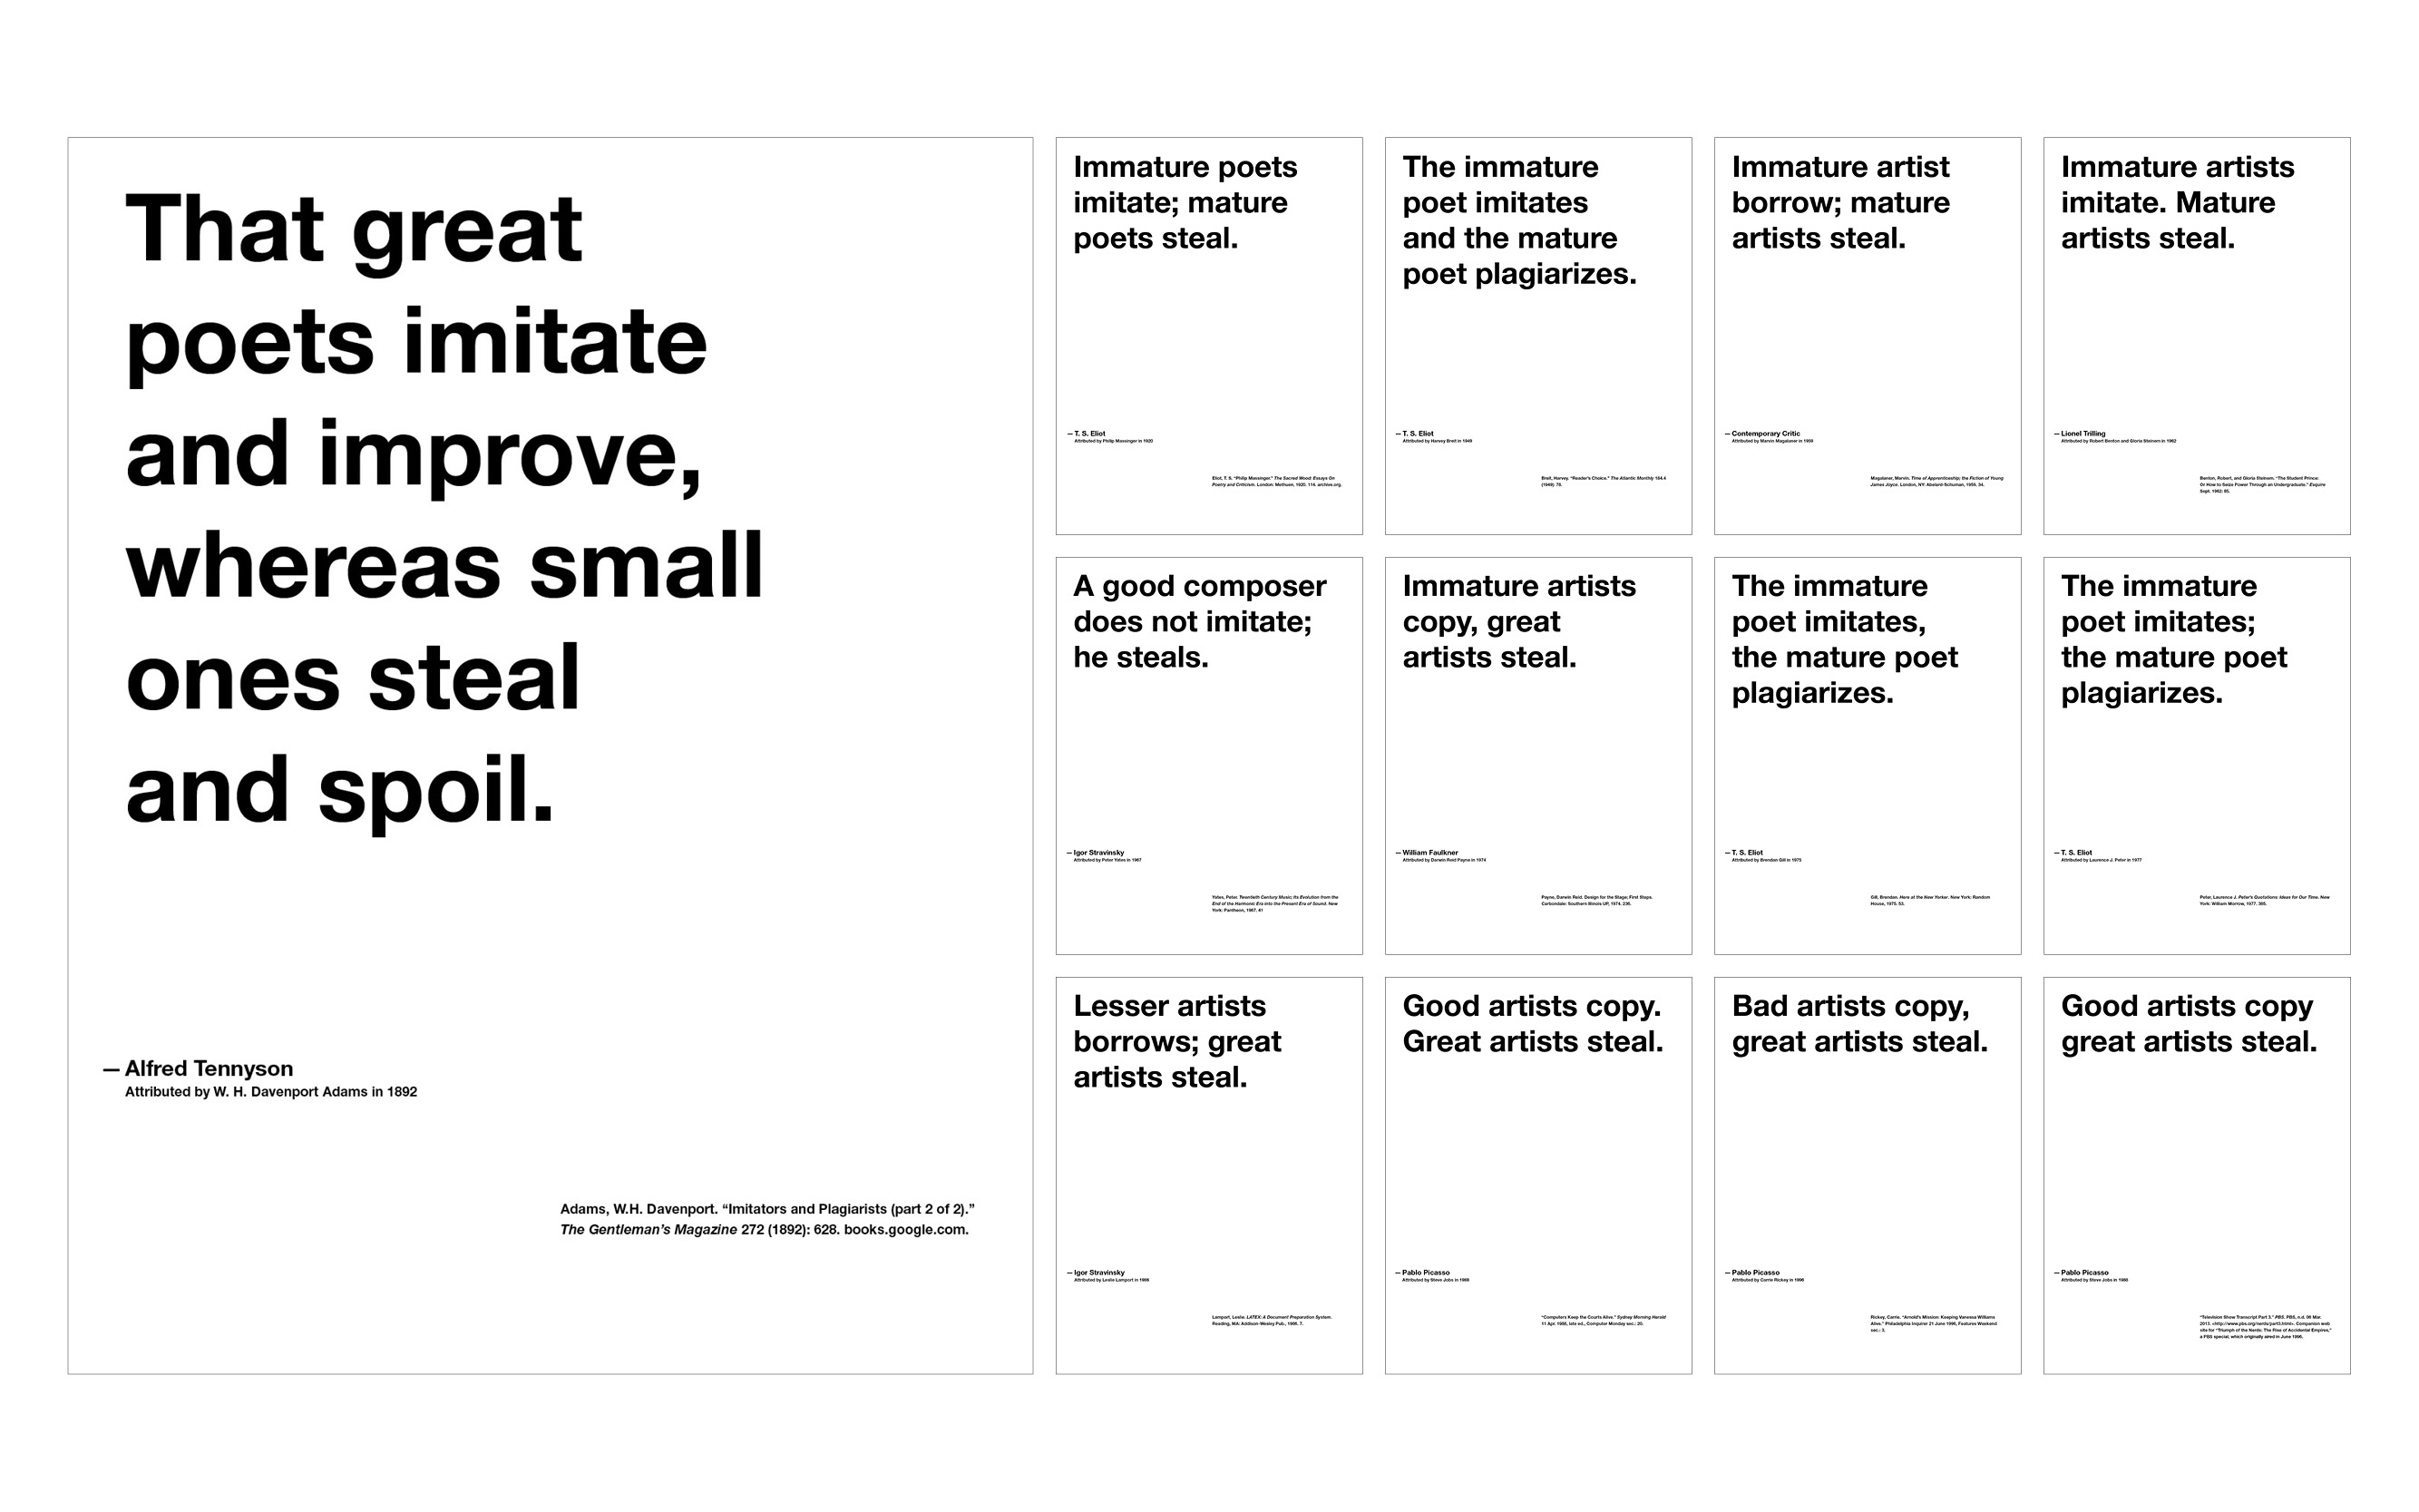 That great
poets imitate
and improve,
whereas small
ones steal
and spoil.
— Alfred Tennyson
Attributed by W. H. Davenport Adams in 1892
Adams, W.H. Davenport. “Imitators and Plagiarists (part 2 of 2).”
The Gentleman’s Magazine 272 (1892): 628. books.google.com.
Immature poets
imitate; mature
poets steal.
— T. S. Eliot
Attributed by Philip Massinger in 1920
Eliot, T. S. “Philip Massinger.” The Sacred Wood: Essays On
Poetry and Criticism. London: Methuen, 1920. 114. archive.org.
The immature
poet imitates
and the mature
poet plagiarizes.
— T. S. Eliot
Attributed by Harvey Breit in 1949
Breit, Harvey. “Reader’s Choice.” The Atlantic Monthly 184.4
(1949): 78.
Immature artist
borrow; mature
artists steal.
— Contemporary Critic
Attributed by Marvin Magalaner in 1959
Magalaner, Marvin. Time of Apprenticeship; the Fiction of Young
James Joyce. London, NY: Abelard-Schuman, 1959. 34.
Immature artists
imitate. Mature
artists steal.
— Lionel Trilling
Attributed by Robert Benton and Gloria Steinem in 1962
Benton, Robert, and Gloria Steinem. “The Student Prince:
Or How to Seize Power Through an Undergraduate.” Esquire
Sept. 1962: 85.
A good composer
does not imitate;
he steals.
— Igor Stravinsky
Attributed by Peter Yates in 1967
Yates, Peter. Twentieth Century Music; Its Evolution from the
End of the Harmonic Era into the Present Era of Sound. New
York: Pantheon, 1967. 41
Immature artists
copy, great
artists steal.
— William Faulkner
Attributed by Darwin Reid Payne in 1974
Payne, Darwin Reid. Design for the Stage; First Steps.
Carbondale: Southern Illinois UP, 1974. 236.
The immature
poet imitates,
the mature poet
plagiarizes.
— T. S. Eliot
Attributed by Brendan Gill in 1975
Gill, Brendan. Here at the New Yorker. New York: Random
House, 1975. 53.
The immature
poet imitates;
the mature poet
plagiarizes.
— T. S. Eliot
Attributed by Laurence J. Peter in 1977
Peter, Laurence J. Peter’s Quotations: Ideas for Our Time. New
York: William Morrow, 1977. 385.
Lesser artists
borrows; great
artists steal.
— Igor Stravinsky
Attributed by Leslie Lamport in 1986
Lamport, Leslie. LATEX: A Document Preparation System.
Reading, MA: Addison-Wesley Pub., 1986. 7.
Good artists copy.
Great artists steal.
— Pablo Picasso
Attributed by Steve Jobs in 1988
“Computers Keep the Courts Alive.” Sydney Morning Herald
11 Apr. 1988, late ed., Computer Monday sec.: 20.
Bad artists copy,
great artists steal.
— Pablo Picasso
Attributed by Carrie Rickey in 1996
Rickey, Carrie. “Arnold’s Mission: Keeping Vanessa Williams
Alive.” Philadelphia Inquirer 21 June 1996, Features Weekend
sec.: 3.
Good artists copy
great artists steal.
— Pablo Picasso
Attributed by Steve Jobs in
“Television Show Transcript Part 3.” PBS. PBS, n.d. 06 Mar.
2013. <http://www.pbs.org/nerds/part3.html>. Companion web
site for “Triumph of the Nerds: The Rise of Accidental Empires,”
a PBS special, which originally aired in June 1996.